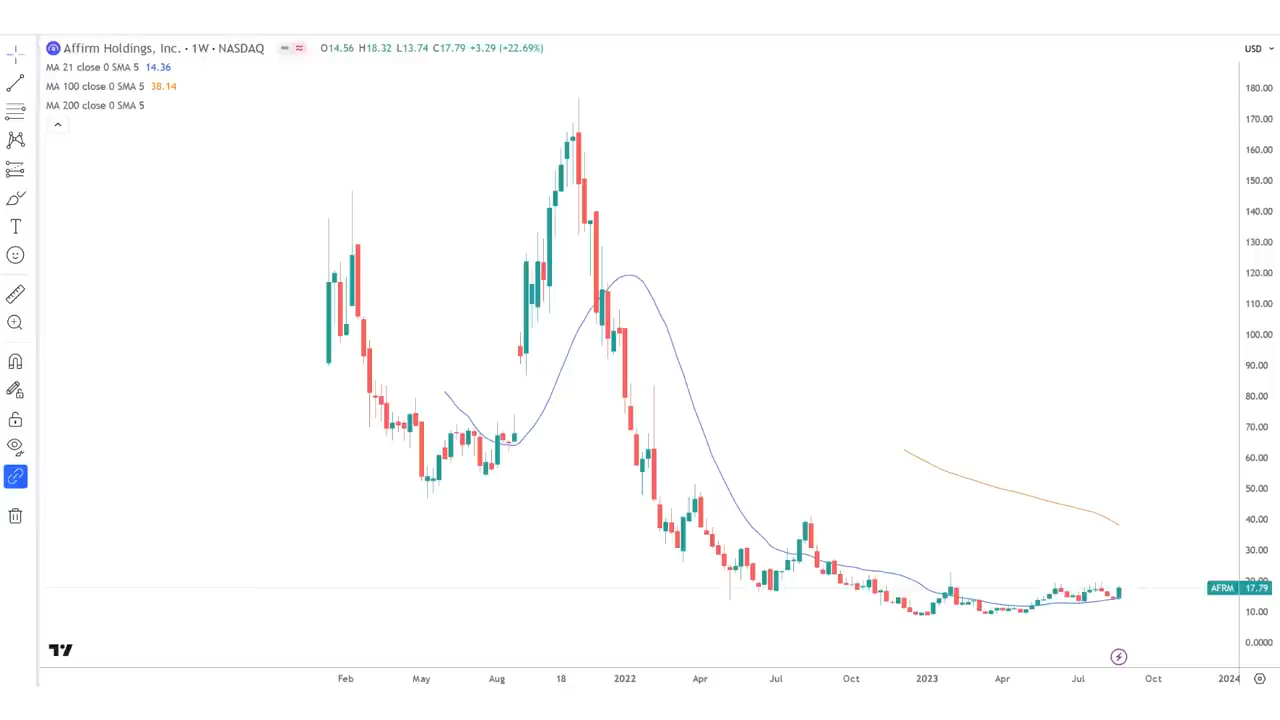 Affirm Holdings, Inc. · 1W · NASDAQ O14.56 H18.32 L13.74 C17.79 +3.29 (+22.69%)
USD
MA 21 close 0 SMA 5 14.36
MA 100 close 0 SMA 5 38.14
MA 200 close 0 SMA 5
180.00
170.00
160.00
150.00
140.00
130.00
120.00
110.00
100.00
90.00
80.00
70.00
60.00
50.00
40.00
30.00
20.00
AFRM 17.79
10.00
0.0000
Feb May Aug 18 2022 Apr Jul Oct 2023 Apr Jul Oct 2024